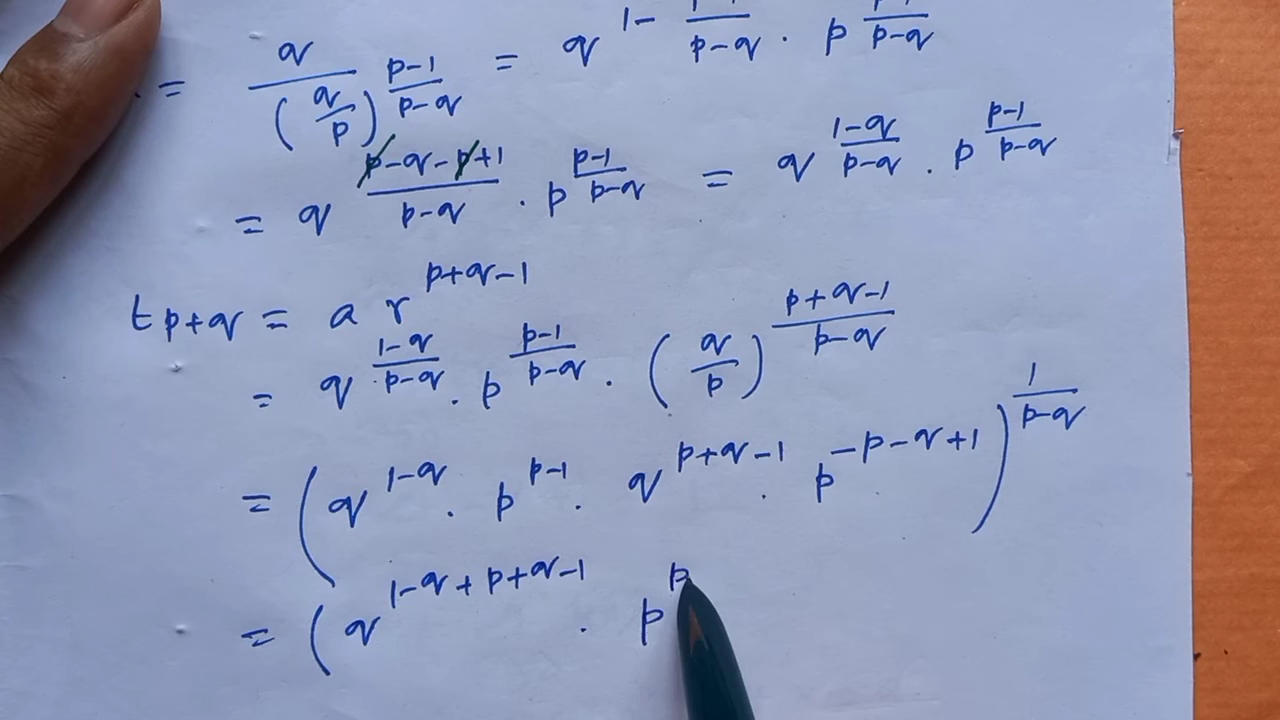 = q/(q/p)^((p-1)/(p-q)) = q^(1 - (p-1)/(p-q)) . p^((p-1)/(p-q))
= q^((p-q-p+1)/(p-q)) . p^((p-1)/(p-q)) = q^((1-q)/(p-q)) . p^((p-1)/(p-q))
t p+q = a r^(p+q-1)
= q^((1-q)/(p-q)) . p^((p-1)/(p-q)) . (q/p)^((p+q-1)/(p-q))
= (q^(1-q) . p^(p-1) . q^(p+q-1) . p^(-p-q+1))^(1/(p-q))
= (q^(1-q+p+q-1) . p^p